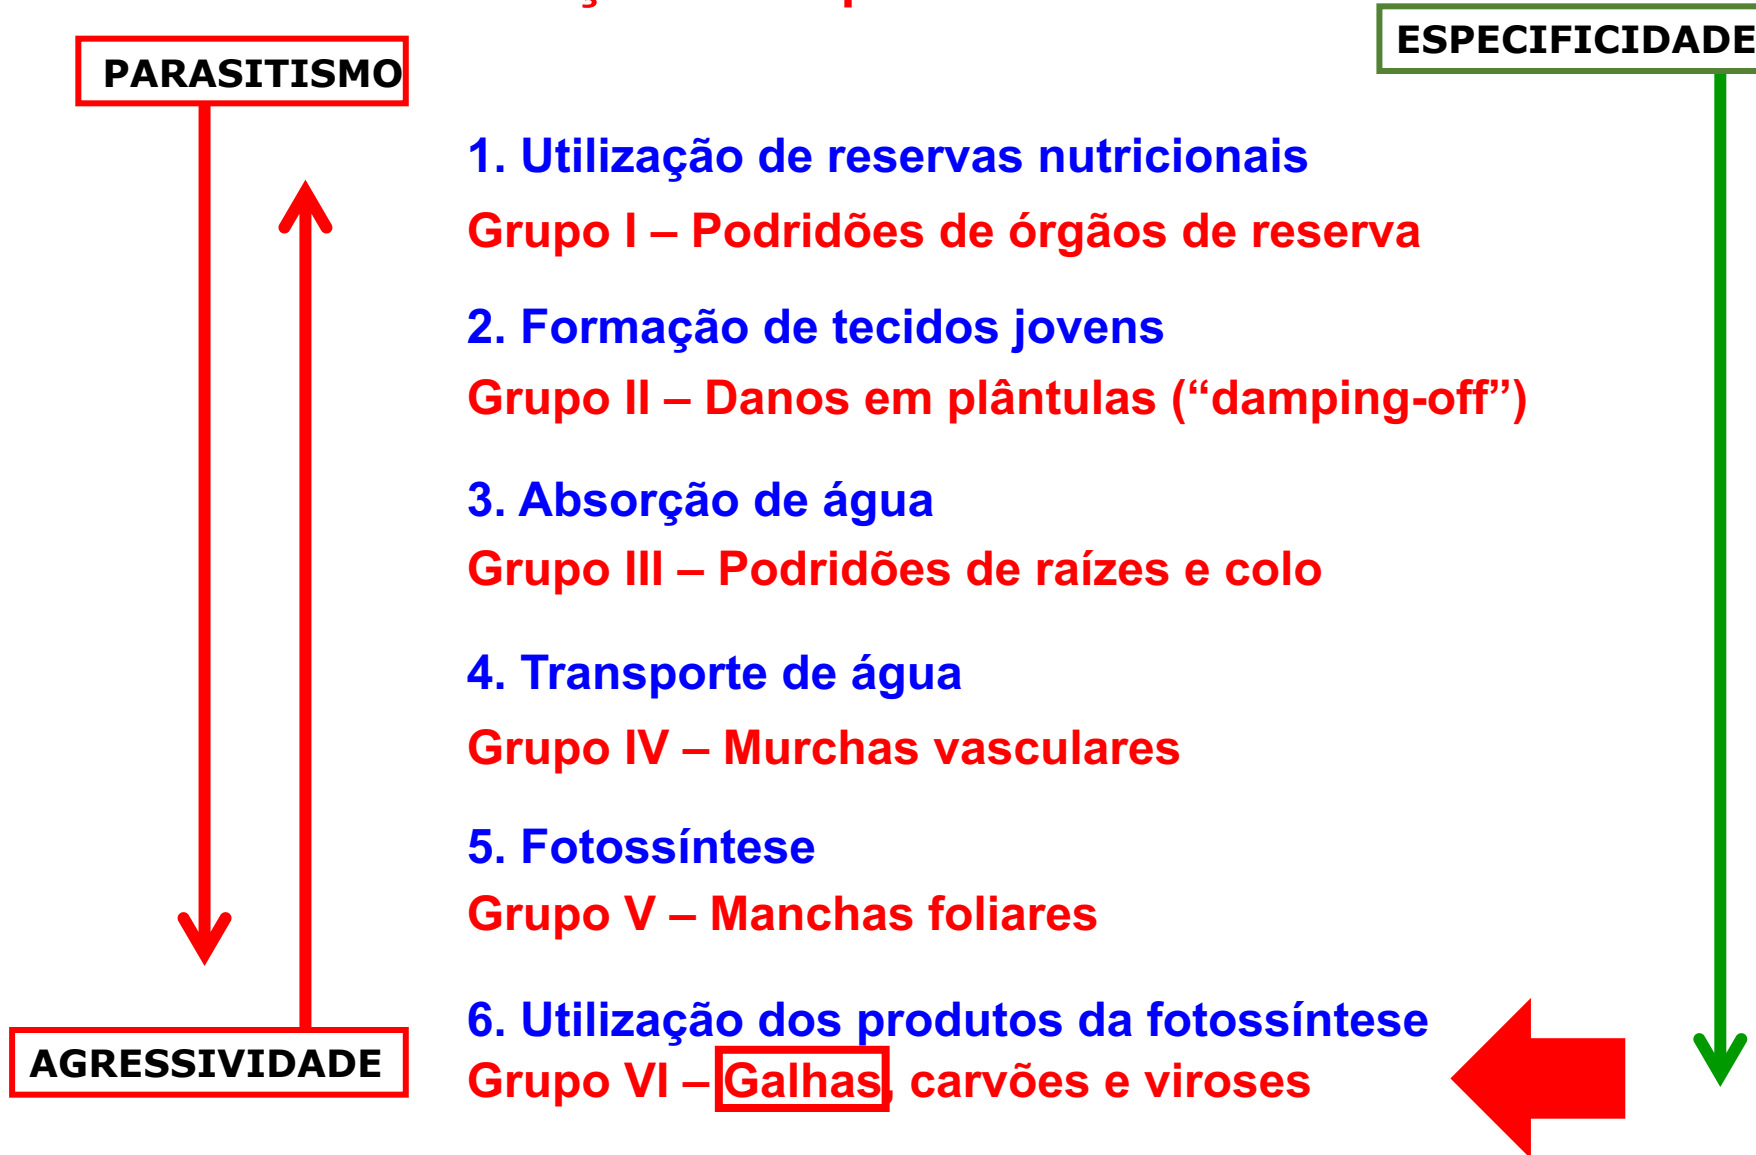 ESPECIFICIDADE
PARASITISMO
1. Utilização de reservas nutricionais
Grupo I – Podridões de órgãos de reserva
2. Formação de tecidos jovens
Grupo II – Danos em plântulas (“damping-off”)
3. Absorção de água
Grupo III – Podridões de raízes e colo
4. Transporte de água
Grupo IV – Murchas vasculares
5. Fotossíntese
Grupo V – Manchas foliares
6. Utilização dos produtos da fotossíntese
AGRESSIVIDADE
Grupo VI – Galhas, carvões e viroses